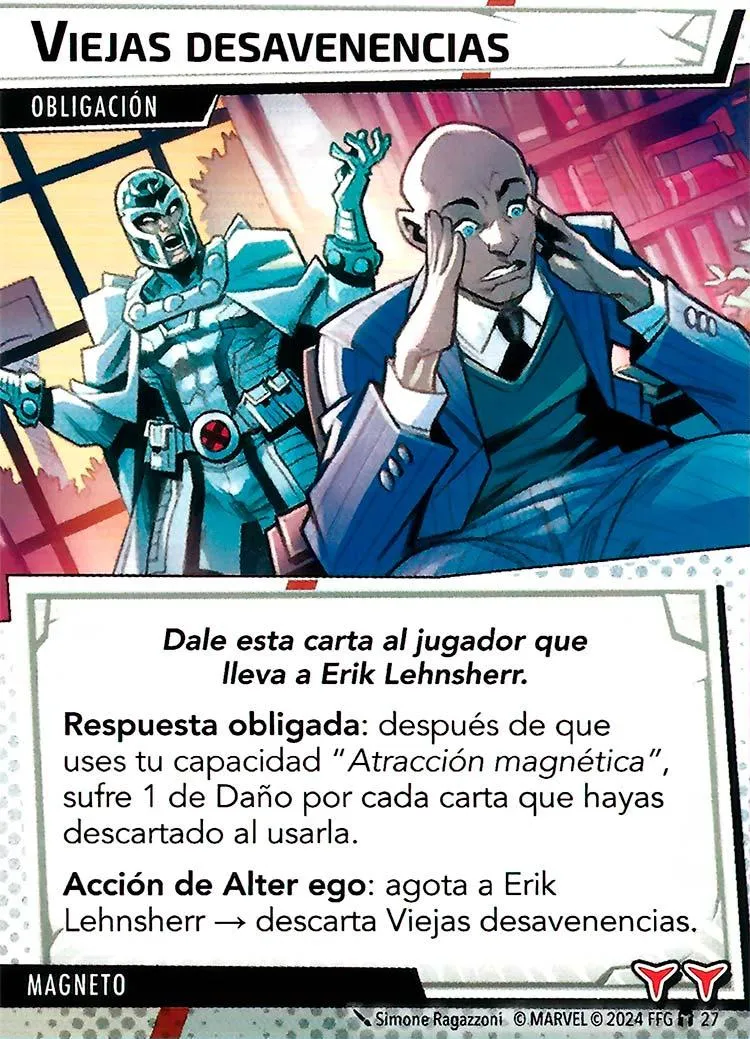 VIEJAS DESAVENENCIAS
OBLIGACIÓN
Dale esta carta al jugador que
lleva a Erik Lehnsherr.
Respuesta obligada: después de que
uses tu capacidad “Atracción magnética”,
sufre 1 de Daño por cada carta que hayas
descartado al usarla.
Acción de Alter ego: agota a Erik
Lehnsherr → descarta Viejas desavenencias.
MAGNETO
Simone Ragazzoni © MARVEL © 2024 FFG 27